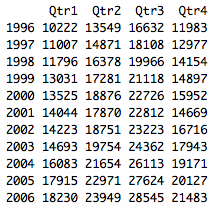 Qtr1 Qtr2 Qtr3 Qtr4
1996 10222 13549 16632 11983
1997 11007 14871 18108 12977
1998 11796 16378 19966 14154
1999 13031 17281 21118 14897
2000 13525 18876 22726 15952
2001 14044 17870 22812 14669
2002 14223 18751 23223 16716
2003 14693 19754 24362 17943
2004 16083 21654 26113 19171
2005 17915 22971 27624 20127
2006 18230 23949 28545 21483